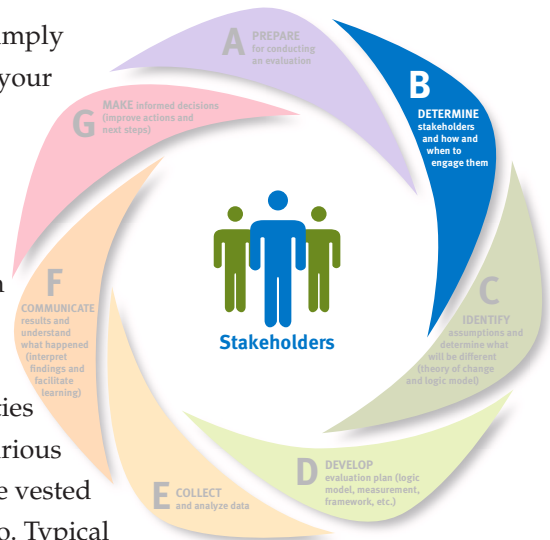 imply
your
A PREPARE
for conducting
an evaluation
B
DETERMINE
stakeholders
and how and
when to
engage them
C
IDENTIFY
assumptions and
determine what
will be different
(theory of change
and logic model)
D DEVELOP
evaluation plan (logic
model, measurement,
framework, etc.)
E COLLECT
and analyze data
F
COMMUNICATE
results and
understand
what happened
(interpret
findings and
facilitate
learning)
G MAKE informed decisions
(improve actions and
next steps)
Stakeholders
ties
rious
e vested
o. Typical